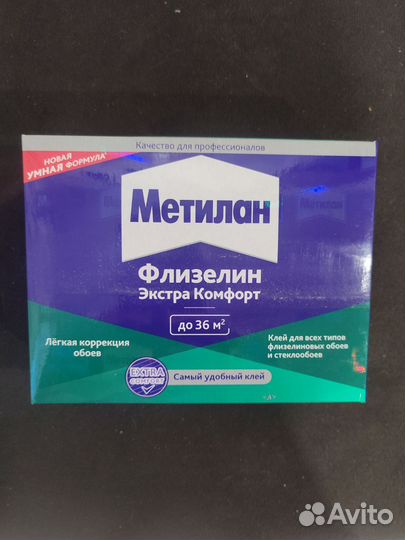 Качество для профессионалов
НОВАЯ
УМНАЯ ФОРМУЛА*
Метилан
Флизелин
Экстра Комфорт
до 36 м²
Лёгкая коррекция
обоев
Клей для всех типов
флизелиновых обоев
и стеклообоев
EXTRA
COMFORT
Самый удобный клей
Avito